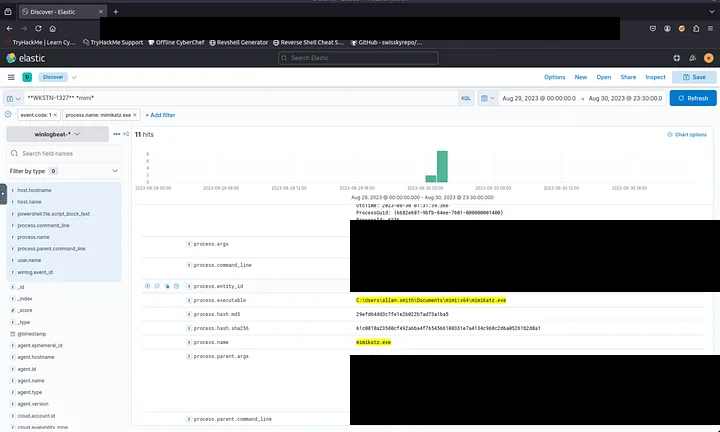 Discover - Elastic
TryHackMe | Learn Cy...
TryHackMe Support
Offline CyberChef
Revshell Generator
Reverse Shell Cheat S...
GitHub - swisskyrepo/...
elastic
Search Elastic
D
Discover
Options
New
Open
Share
Inspect
Save
**WKSTN-1327** *mimi*
KQL
Aug 29, 2023 @ 00:00:00.0
Aug 30, 2023 @ 23:30:00.0
Refresh
event.code: 1
process.name: mimikatz.exe
+ Add filter
winlogbeat-*
11 hits
Chart options
Search field names
Filter by type 0
Aug 29, 2023 @ 00:00:00.000 - Aug 30, 2023 @ 23:30:00.000
host.hostname
host.name
powershell.file.script_block_text
process.command_line
process.name
process.parent.command_line
user.name
winlog.event_id
_id
_index
_score
_type
@timestamp
agent.ephemeral_id
agent.hostname
agent.id
agent.name
agent.type
agent.version
cloud.account.id
cloud.availability_zone
process.args
process.command_line
process.entity_id
process.executable
C:\Users\allan.smith\Documents\mimi\x64\mimikatz.exe
process.hash.md5
29efd64dd3c7fe1e2b022b7ad73a1ba5
process.hash.sha256
process.name
mimikatz.exe
process.parent.args
process.parent.command_line